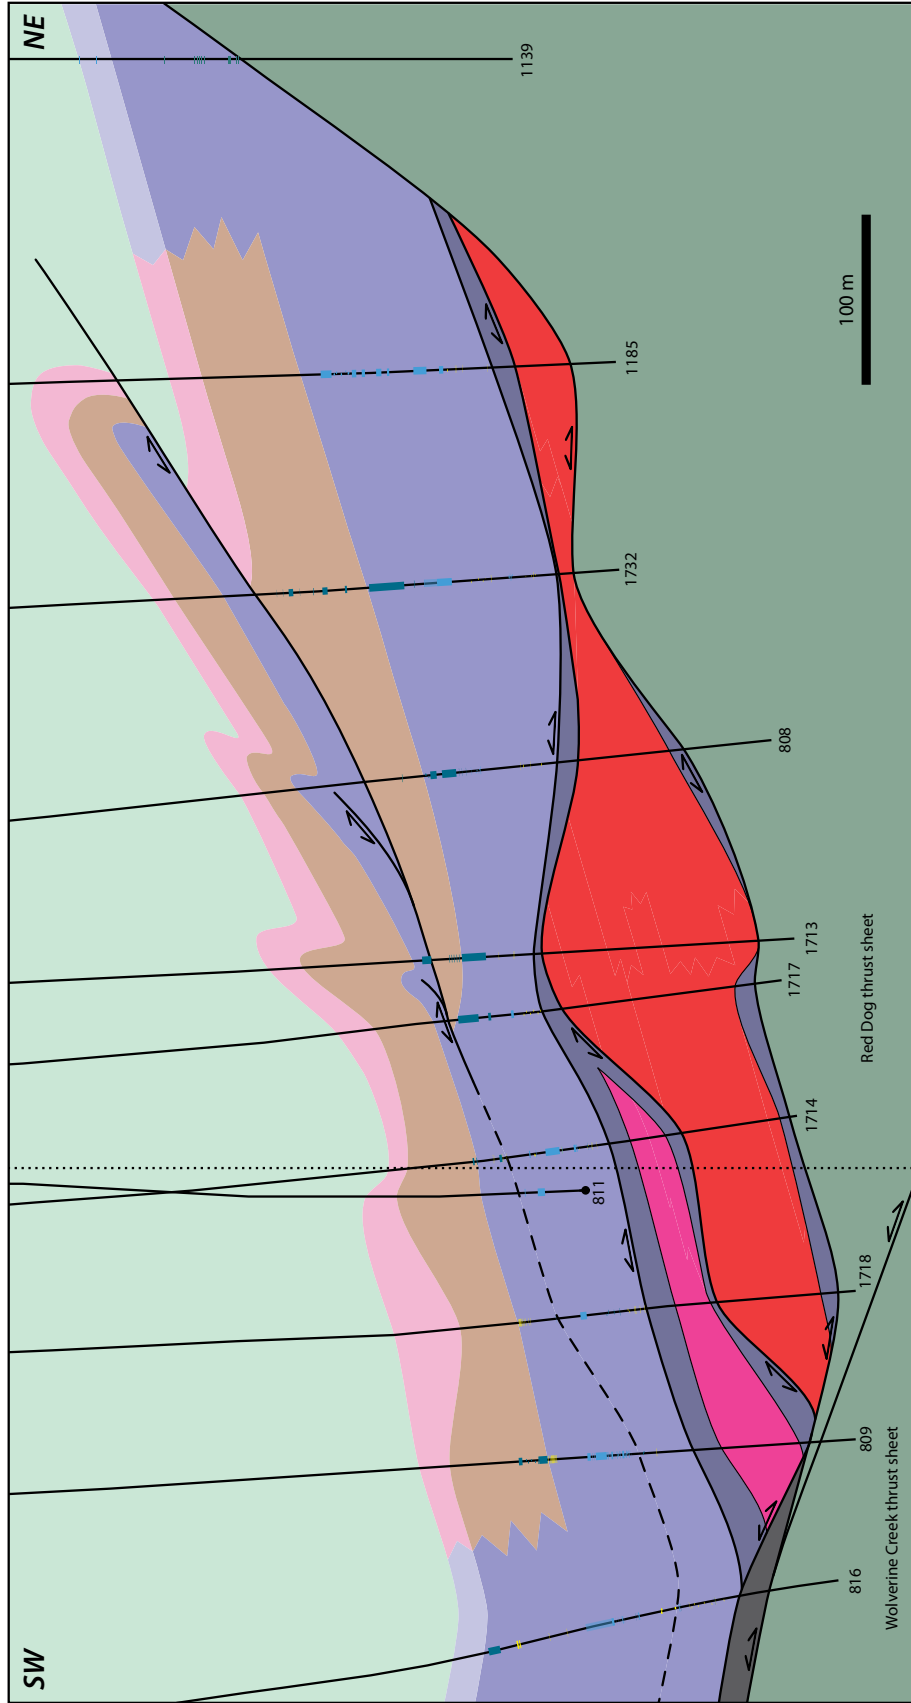 SW
NE
816
809
1718
811
1714
1717
1713
808
1732
1185
1139
100 m
Wolverine Creek thrust sheet
Red Dog thrust sheet